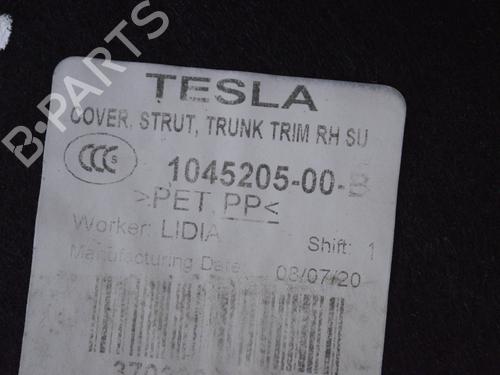 B-PARTS
TESLA
COVER, STRUT, TRUNK TRIM RH SU
CCC S
1045205-00-B
>PET PP<
Worker: LIDIA
Shift: 1
Manufacturing Date
08/07/20